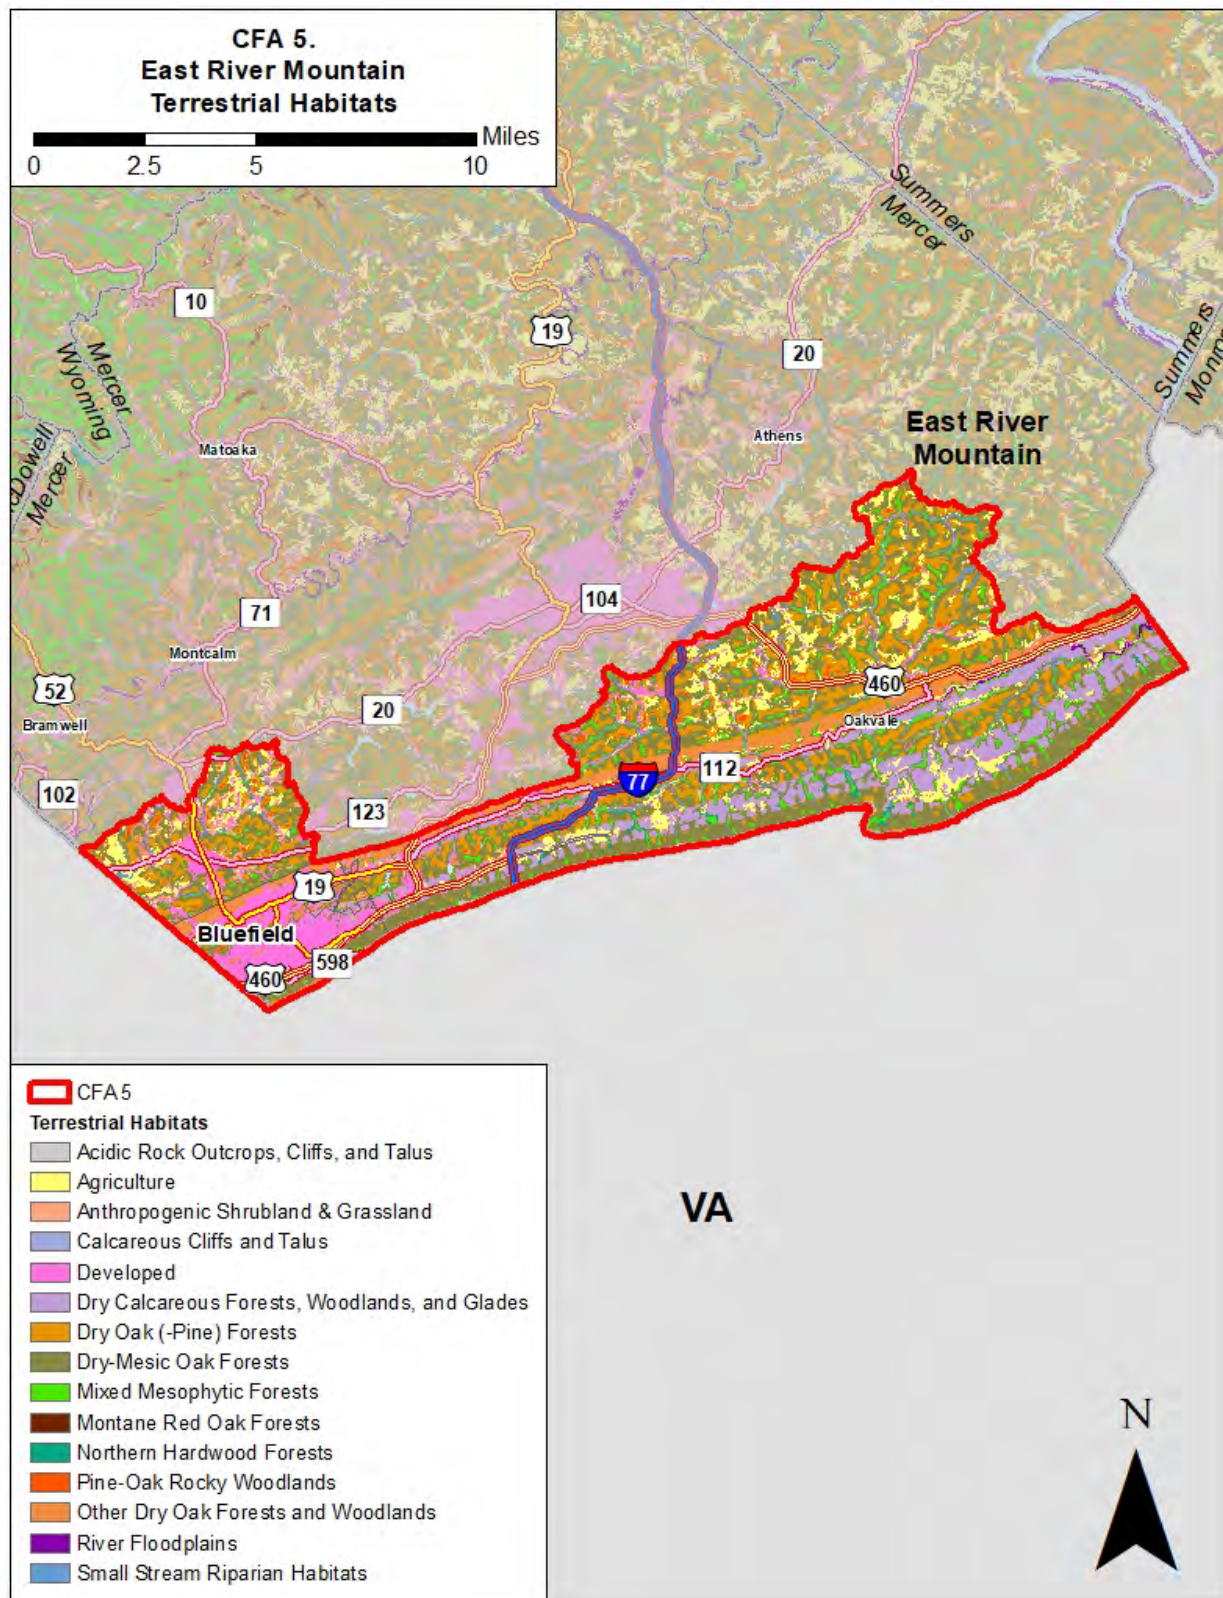 CFA 5.
East River Mountain
Terrestrial Habitats
Miles
0 2.5 5 10
Summers
Mercer
10
19
20
Mercer
Wyoming
Summers
Matoaka
Athens
East River
Mountain
Mercer
71
104
Montcalm
52
460
20
Bramwell
Oakvale
102
123
77
112
19
Bluefield
598
460
CFA 5
Terrestrial Habitats
Acidic Rock Outcrops, Cliffs, and Talus
Agriculture
Anthropogenic Shrubland & Grassland
Calcareous Cliffs and Talus
Developed
Dry Calcareous Forests, Woodlands, and Glades
Dry Oak (-Pine) Forests
Dry-Mesic Oak Forests
Mixed Mesophytic Forests
Montane Red Oak Forests
Northern Hardwood Forests
Pine-Oak Rocky Woodlands
Other Dry Oak Forests and Woodlands
River Floodplains
Small Stream Riparian Habitats
VA
N